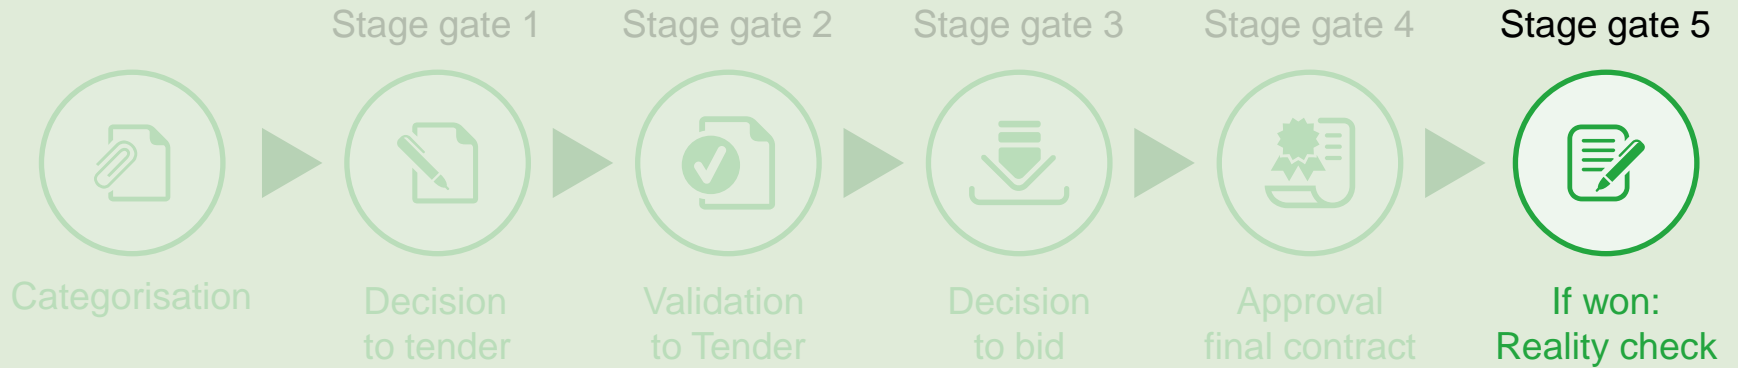 Stage gate 1
Stage gate 2
Stage gate 3
Stage gate 4
Stage gate 5
Categorisation
Decision
to tender
Validation
to Tender
Decision
to bid
Approval
final contract
If won:
Reality check